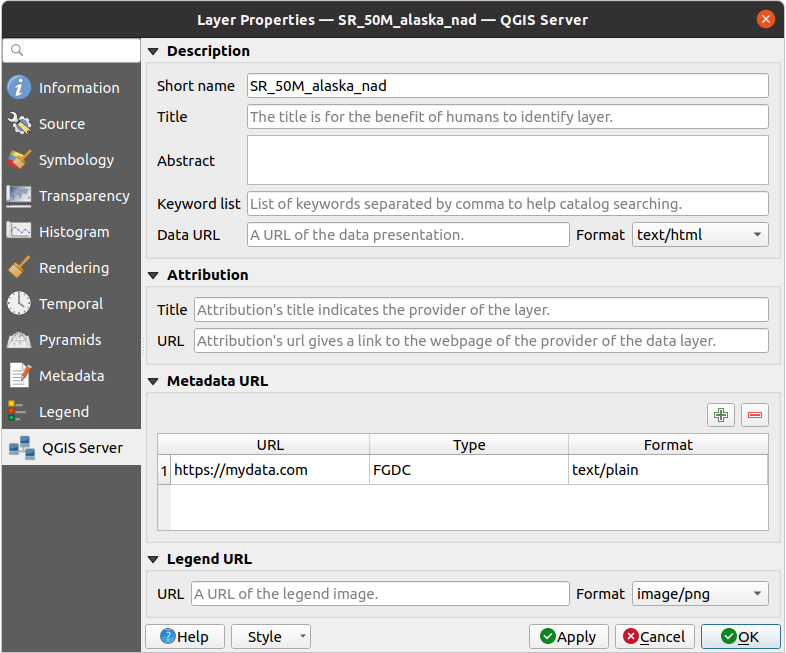 Layer Properties — SR_50M_alaska_nad — QGIS Server
Information
Source
Symbology
Transparency
Histogram
Rendering
Temporal
Pyramids
Metadata
Legend
QGIS Server
Description
Short name SR_50M_alaska_nad
Title The title is for the benefit of humans to identify layer.
Abstract
Keyword list List of keywords separated by comma to help catalog searching.
Data URL A URL of the data presentation. Format text/html
Attribution
Title Attribution's title indicates the provider of the layer.
URL Attribution's url gives a link to the webpage of the provider of the data layer.
Metadata URL
URL Type Format
1 https://mydata.com FGDC text/plain
Legend URL
URL A URL of the legend image. Format image/png
Help Style Apply Cancel OK